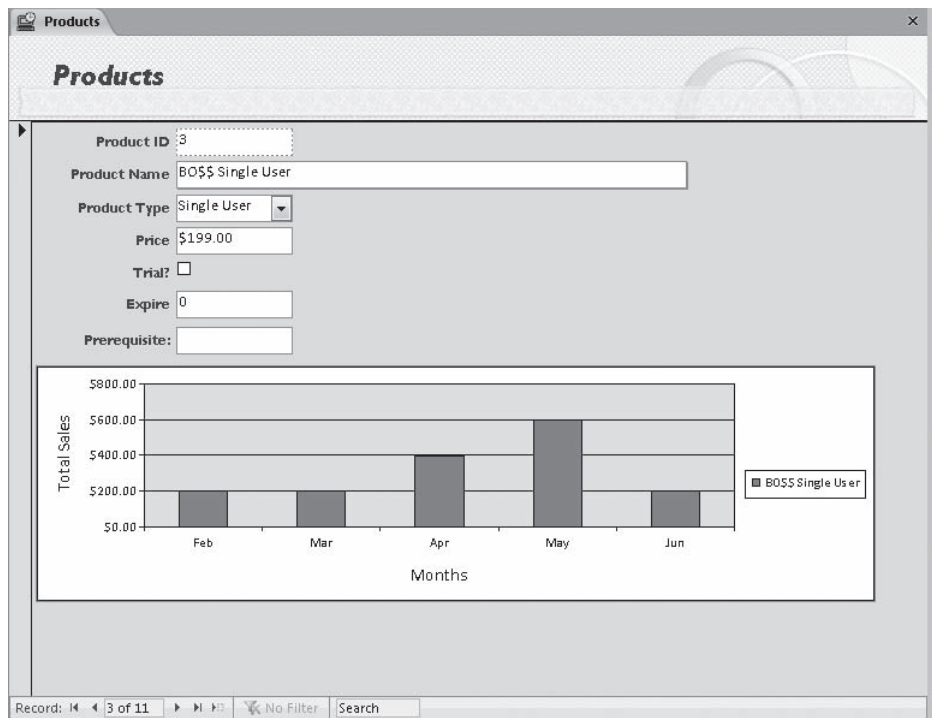 Products
Products
Product ID 3
Product Name BO$$ Single User
Product Type Single User
Price $199.00
Trial?
Expire 0
Prerequisite:
$800.00
$600.00
$400.00
$200.00
$0.00
Total Sales
Feb Mar Apr May Jun
Months
BO$$ Single User
Record: 3 of 11 No Filter Search